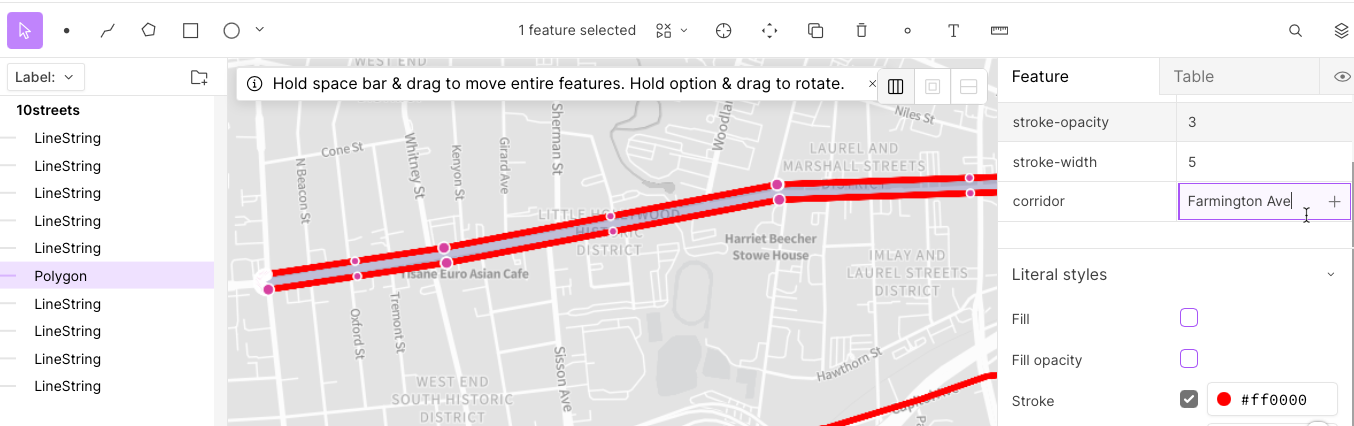 1 feature selected
T
Label:
10streets
LineString
LineString
LineString
LineString
LineString
Polygon
LineString
LineString
LineString
LineString
Hold space bar & drag to move entire features. Hold option & drag to rotate.
WEST END
Cone St
N Beacon St
Whitney St
Kenyon St
Girard Ave
Sherman St
Niles St
LAUREL AND
MARSHALL STREETS
DISTRICT
LITTLE HOLLYWOOD
HISTORIC
DISTRICT
Harriet Beecher
Stowe House
Tisane Euro Asian Cafe
IMLAY AND
LAUREL STREETS
DISTRICT
Oxford St
Tremont St
Sisson Ave
Hawthorn St
WEST END
SOUTH HISTORIC
DISTRICT
Feature
Table
stroke-opacity
3
stroke-width
5
corridor
Farmington Ave
Literal styles
Fill
Fill opacity
Stroke
#ff0000